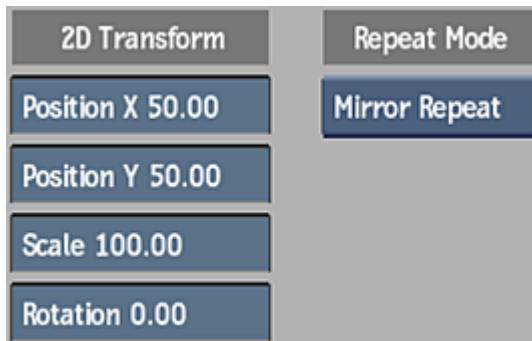 2D Transform
Position X 50.00
Position Y 50.00
Scale 100.00
Rotation 0.00
Repeat Mode
Mirror Repeat